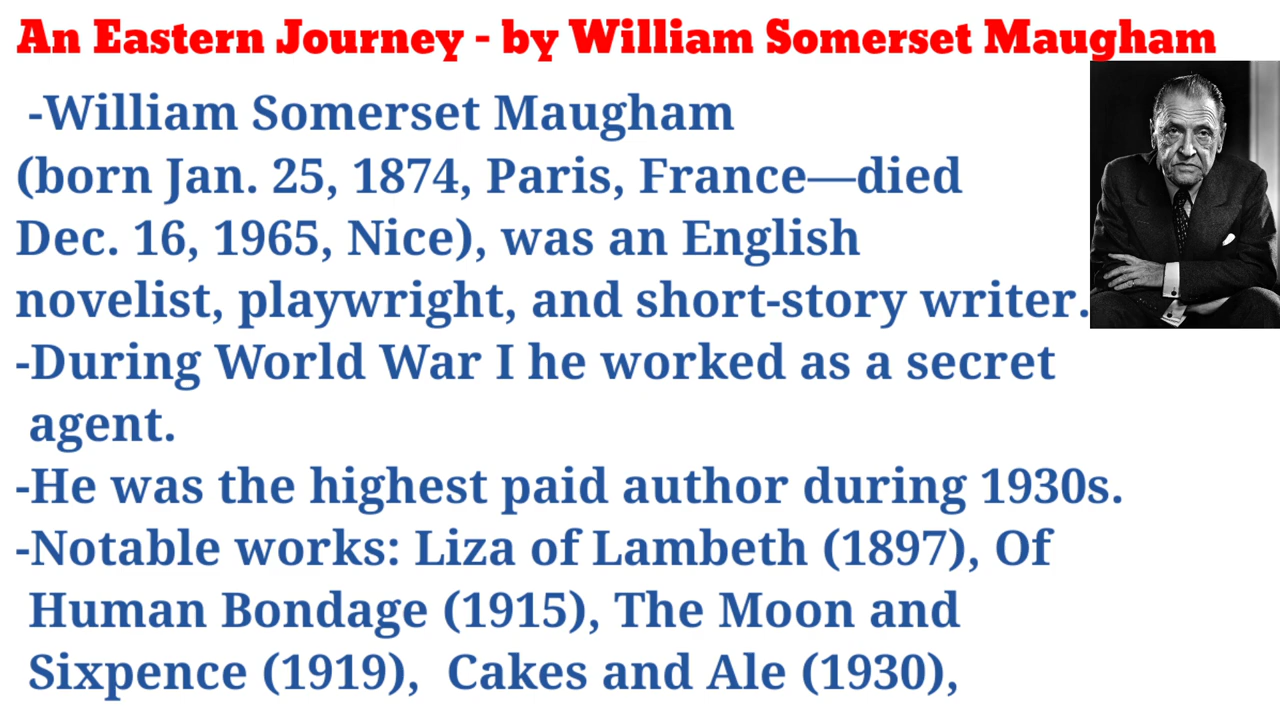 An Eastern Journey - by William Somerset Maugham
-William Somerset Maugham
(born Jan. 25, 1874, Paris, France—died
Dec. 16, 1965, Nice), was an English
novelist, playwright, and short-story writer.
-During World War I he worked as a secret
agent.
-He was the highest paid author during 1930s.
-Notable works: Liza of Lambeth (1897), Of
Human Bondage (1915), The Moon and
Sixpence (1919),  Cakes and Ale (1930),